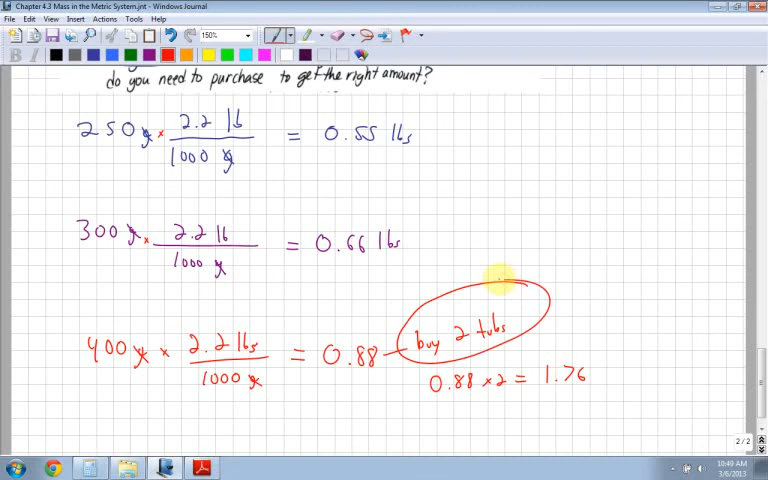 Chapter 4.3 Mass in the Metric System.jnt - Windows Journal
File Edit View Insert Actions Tools Help
150%
B I
do you need to purchase to get the right amount?
250g × 2.2 lb / 1000 g = 0.55 lbs
300 g × 2.2 lb / 1000 g = 0.66 lbs
400g × 2.2 lbs / 1000 g = 0.88 — buy 2 tubs
0.88 × 2 = 1.76
2 / 2
10:49 AM
3/6/2013